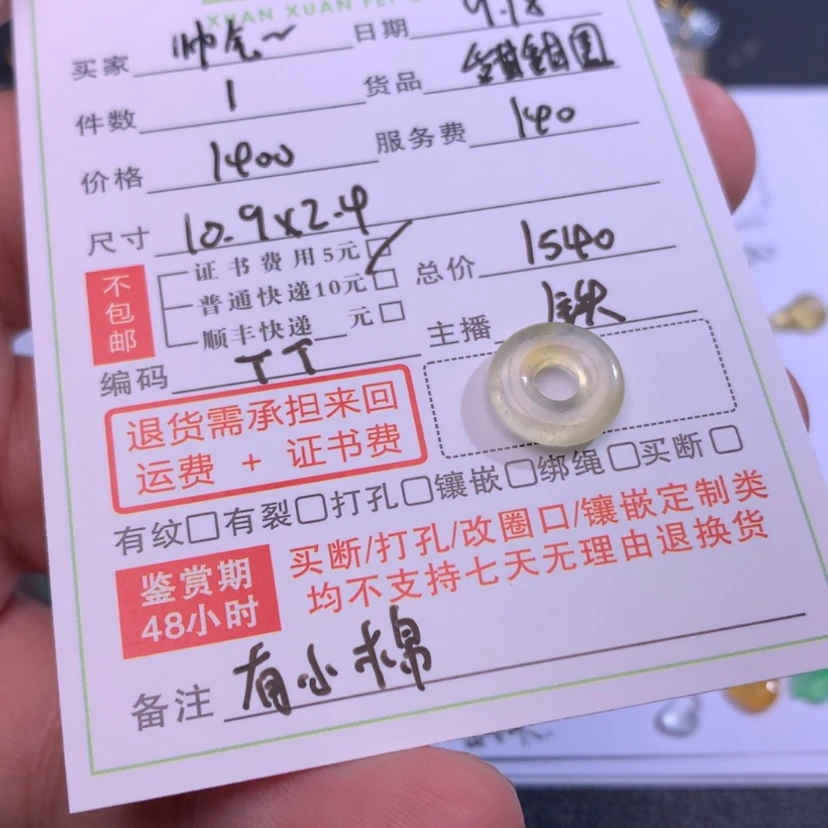 XUAN XUAN FEI
买家 帅气~ 日期 9.18
件数 1 货品
价格 1400 服务费 140
尺寸 10.9x2.4
不包邮
证书费用5元
普通快递10元
顺丰快递__元
总价 1540
编码 TT 主播
退货需承担来回
运费 + 证书费
有纹 有裂 打孔 镶嵌 绑绳 买断
鉴赏期
48小时
买断/打孔/改圈口/镶嵌定制类
均不支持七天无理由退换货
备注 有小棉